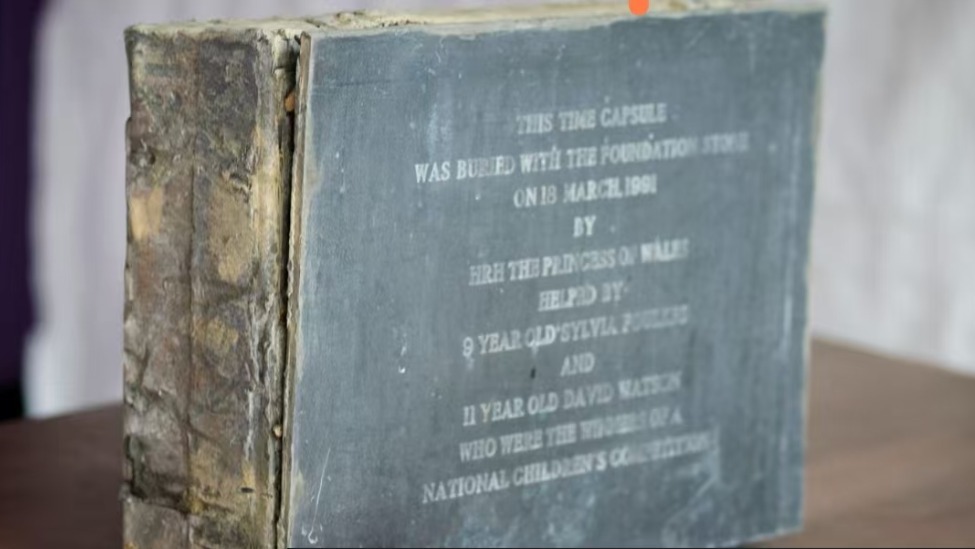 THIS TIME CAPSULE
WAS BURIED WITH THE FOUNDATION STONE
ON 18 MARCH, 1991
BY
HRH THE PRINCESS OF WALES
HELPED BY
9 YEAR OLD SYLVIA FOULKES
AND
11 YEAR OLD DAVID WATSON
WHO WERE THE WINNERS OF A
NATIONAL CHILDREN'S COMPETITION